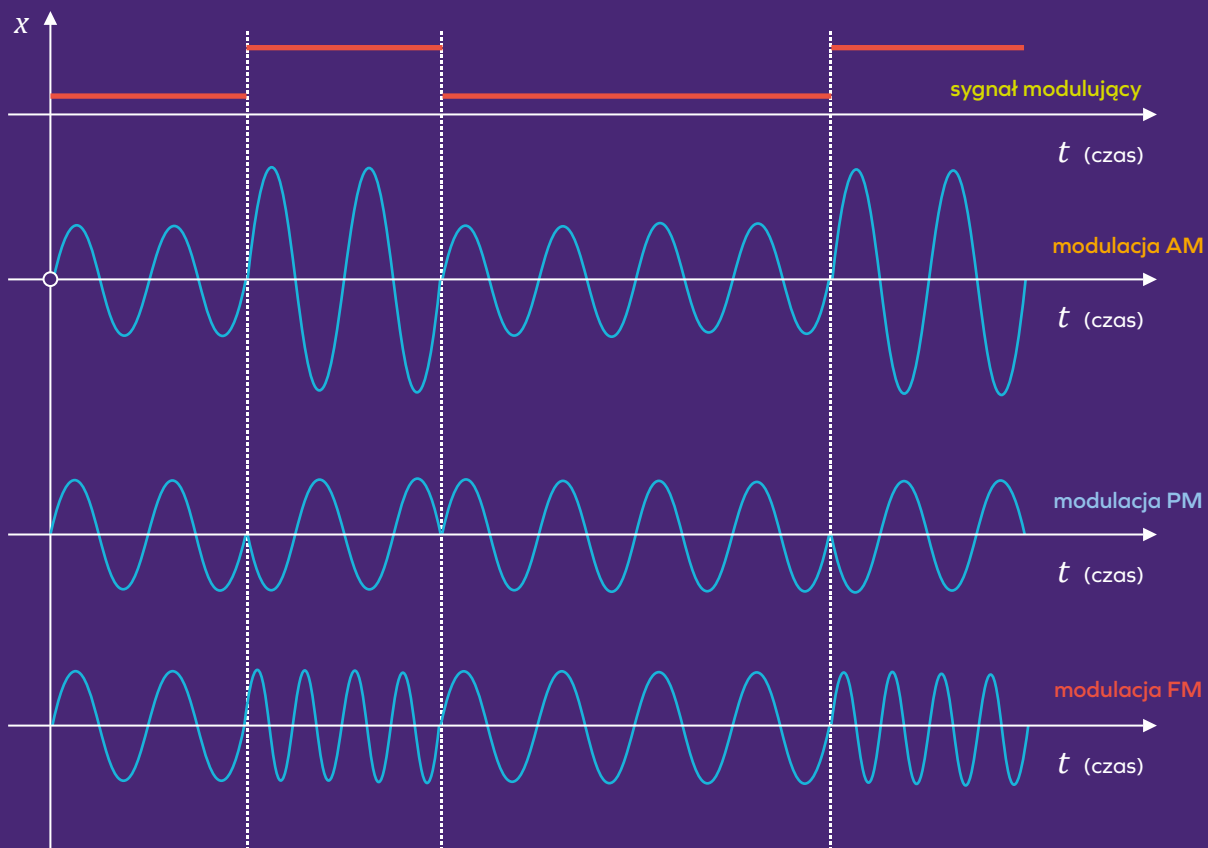 x
sygnał modulujący
t (czas)
modulacja AM
t (czas)
modulacja PM
t (czas)
modulacja FM
t (czas)